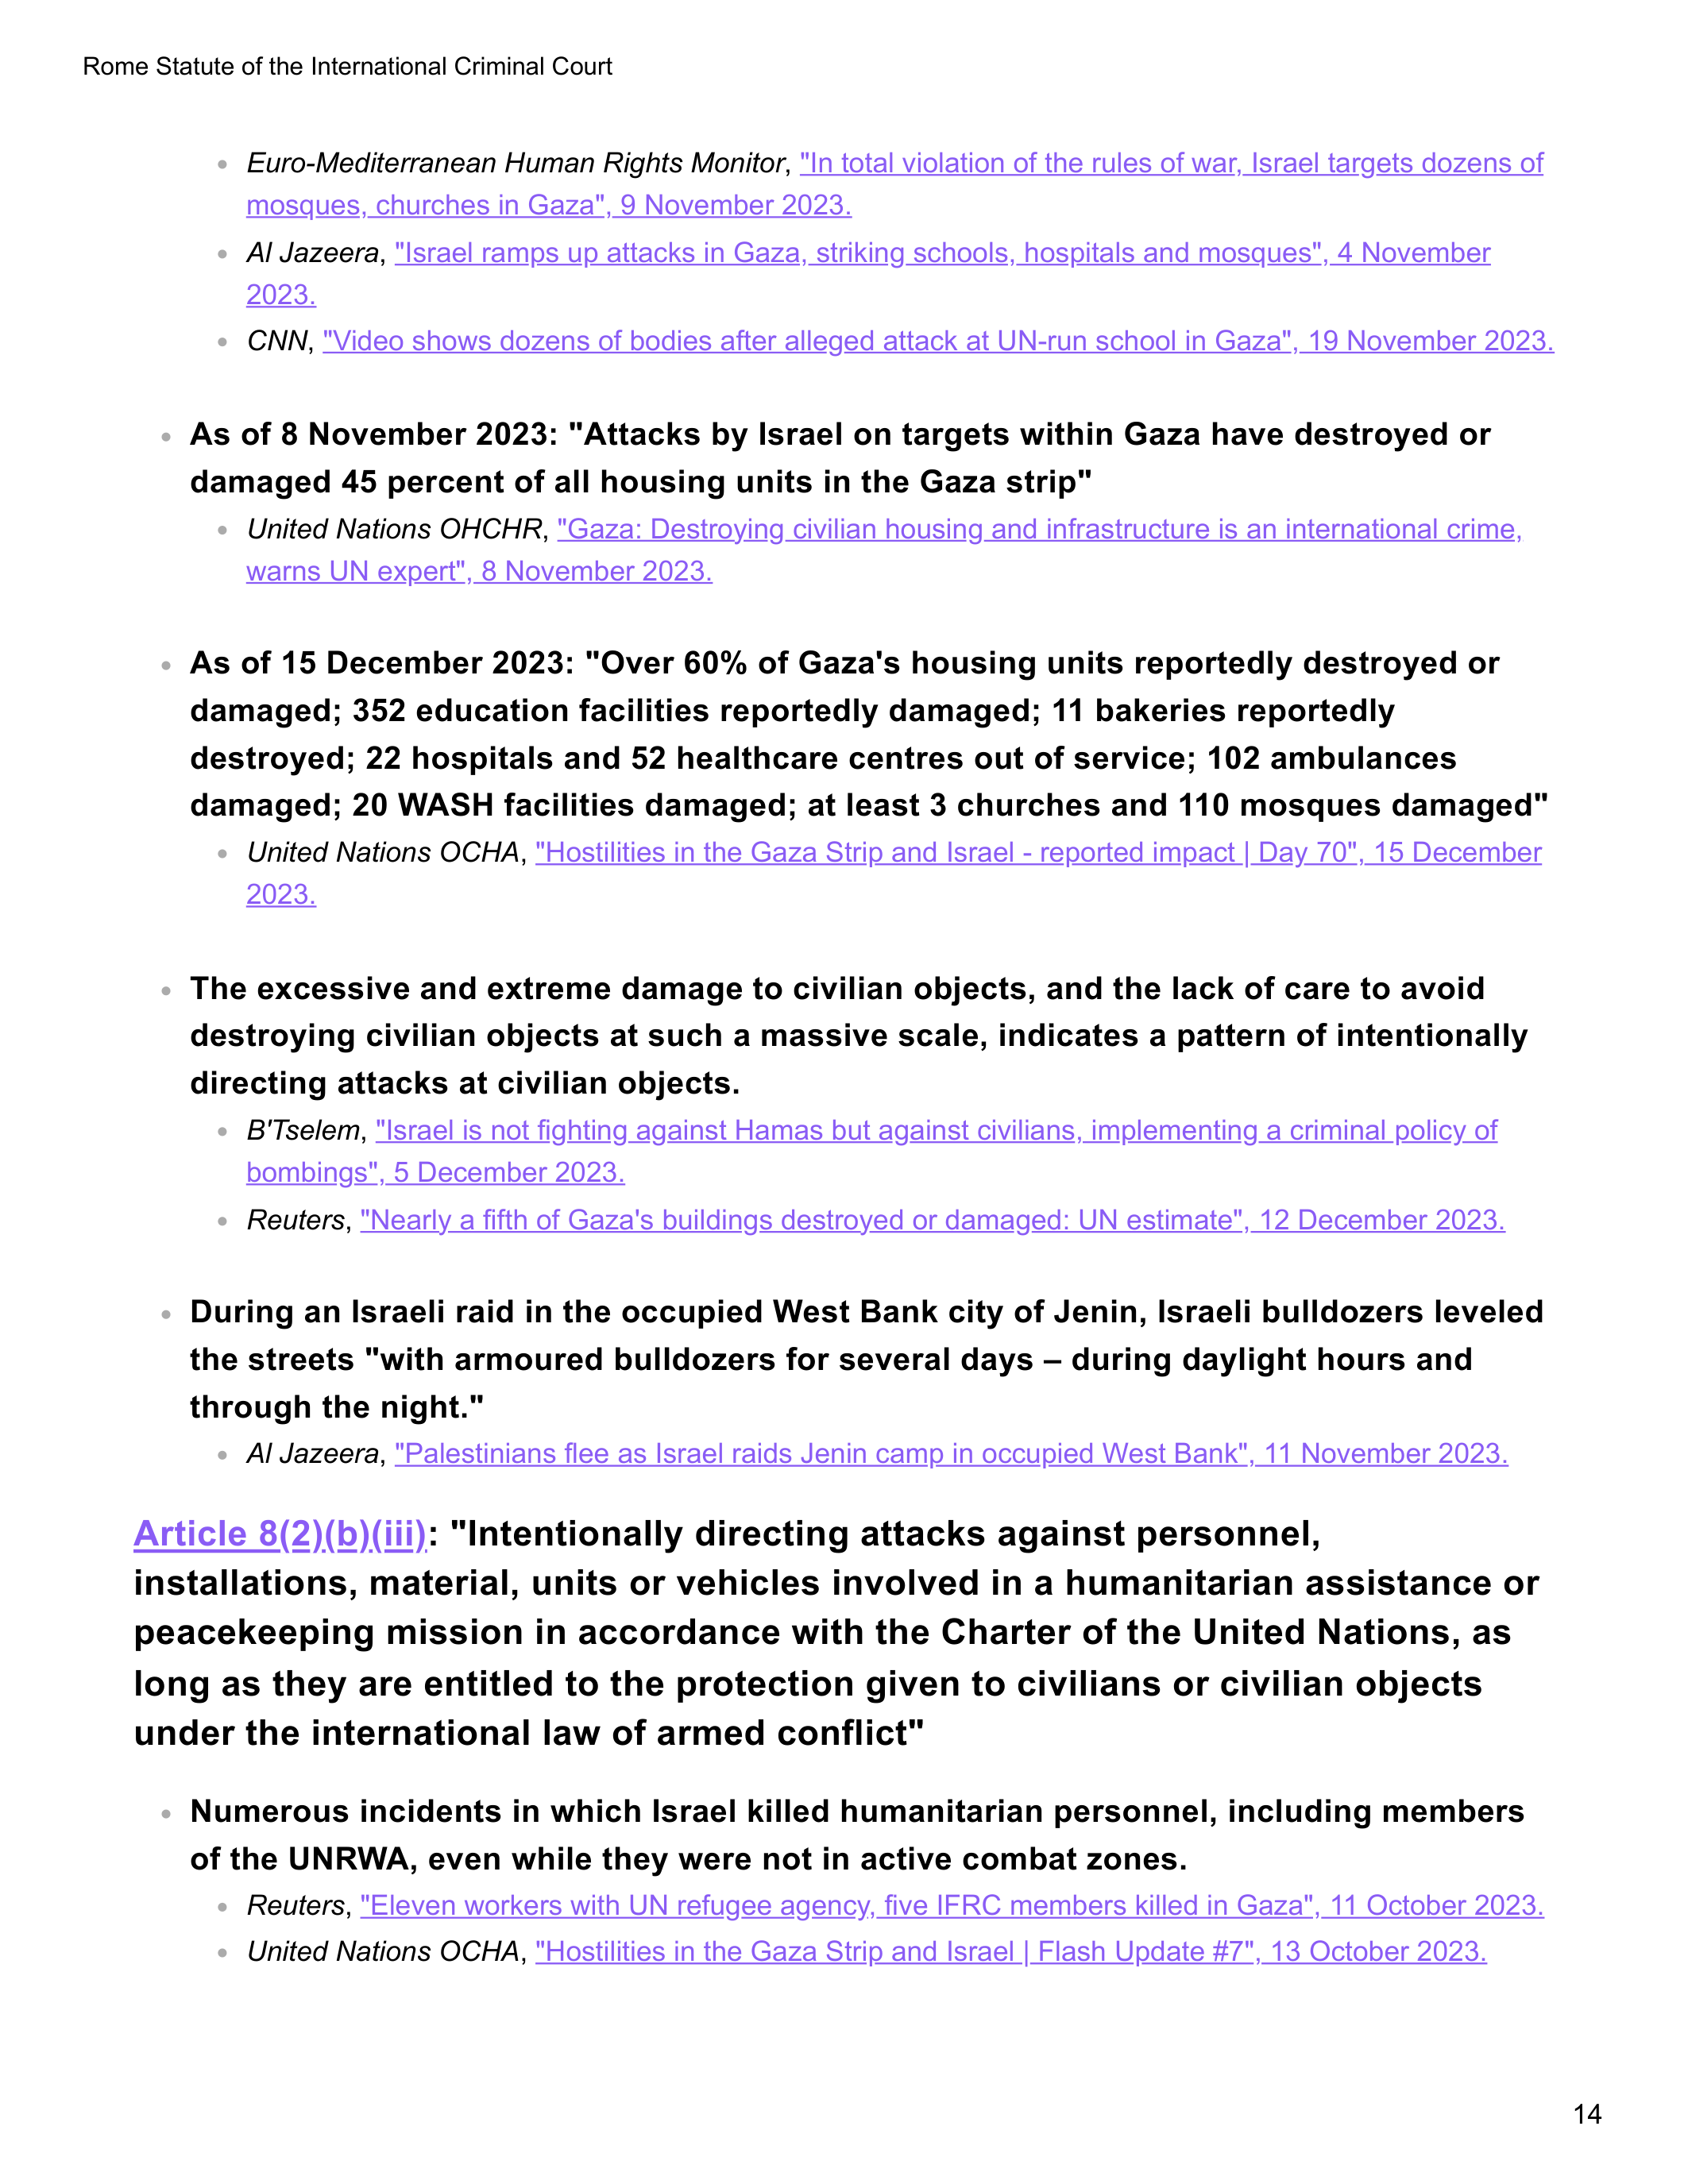 Rome Statute of the International Criminal Court
Euro-Mediterranean Human Rights Monitor, "In total violation of the rules of war, Israel targets dozens of
mosques, churches in Gaza", 9 November 2023.
Al Jazeera, "Israel ramps up attacks in Gaza, striking schools, hospitals and mosques", 4 November
2023.
CNN, "Video shows dozens of bodies after alleged attack at UN-run school in Gaza", 19 November 2023.
As of 8 November 2023: "Attacks by Israel on targets within Gaza have destroyed or
damaged 45 percent of all housing units in the Gaza strip"
United Nations OHCHR, "Gaza: Destroying civilian housing and infrastructure is an international crime,
warns UN expert", 8 November 2023.
As of 15 December 2023: "Over 60% of Gaza's housing units reportedly destroyed or
damaged; 352 education facilities reportedly damaged; 11 bakeries reportedly
destroyed; 22 hospitals and 52 healthcare centres out of service; 102 ambulances
damaged; 20 WASH facilities damaged; at least 3 churches and 110 mosques damaged"
United Nations OCHA, "Hostilities in the Gaza Strip and Israel - reported impact | Day 70", 15 December
2023.
The excessive and extreme damage to civilian objects, and the lack of care to avoid
destroying civilian objects at such a massive scale, indicates a pattern of intentionally
directing attacks at civilian objects.
B'Tselem, "Israel is not fighting against Hamas but against civilians, implementing a criminal policy of
bombings", 5 December 2023.
Reuters, "Nearly a fifth of Gaza's buildings destroyed or damaged: UN estimate", 12 December 2023.
During an Israeli raid in the occupied West Bank city of Jenin, Israeli bulldozers leveled
the streets "with armoured bulldozers for several days – during daylight hours and
through the night."
Al Jazeera, "Palestinians flee as Israel raids Jenin camp in occupied West Bank", 11 November 2023.
Article 8(2)(b)(iii): "Intentionally directing attacks against personnel,
installations, material, units or vehicles involved in a humanitarian assistance or
peacekeeping mission in accordance with the Charter of the United Nations, as
long as they are entitled to the protection given to civilians or civilian objects
under the international law of armed conflict"
Numerous incidents in which Israel killed humanitarian personnel, including members
of the UNRWA, even while they were not in active combat zones.
Reuters, "Eleven workers with UN refugee agency, five IFRC members killed in Gaza", 11 October 2023.
United Nations OCHA, "Hostilities in the Gaza Strip and Israel | Flash Update #7", 13 October 2023.
14